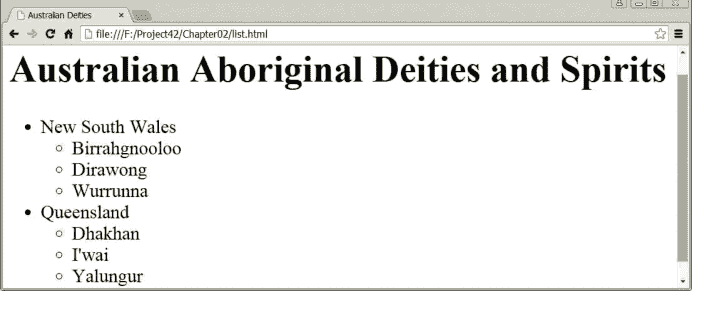 Australian Deities
file:///F:/Project42/Chapter02/list.html
Australian Aboriginal Deities and Spirits
New South Wales
Birrahgnooloo
Dirawong
Wurrunna
Queensland
Dhakhan
I'wai
Yalungur